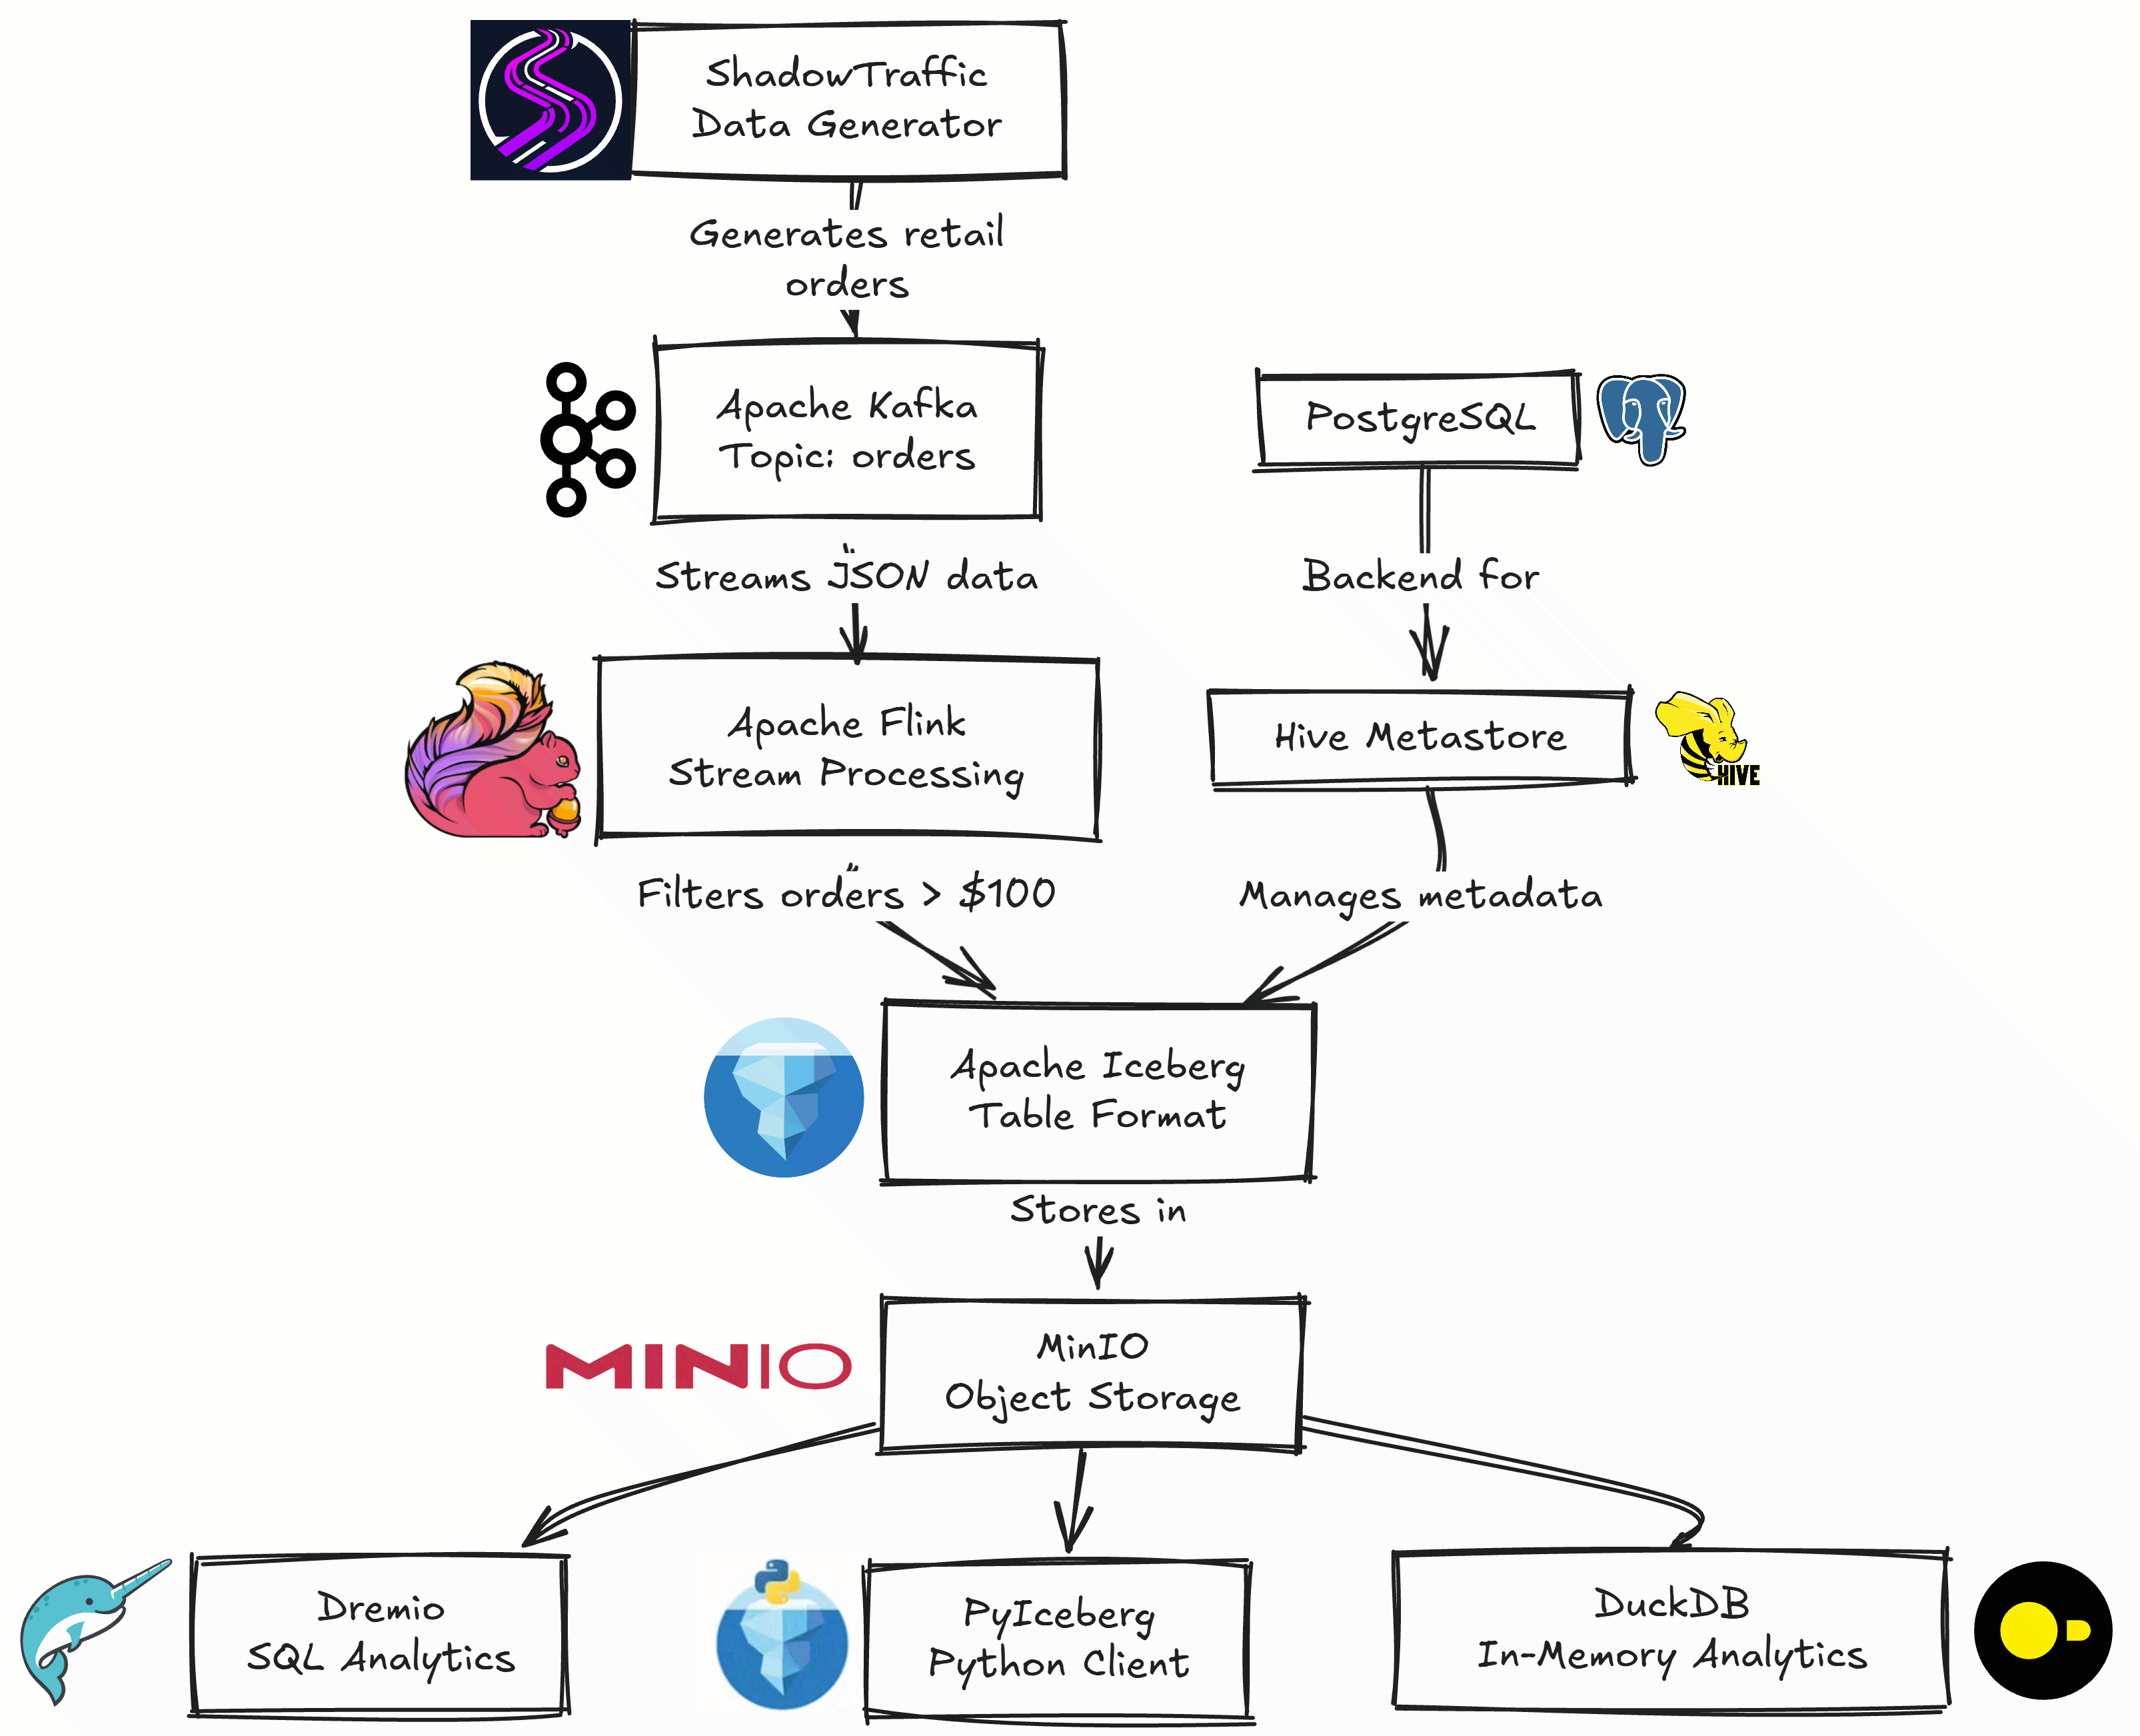 ShadowTraffic
Data Generator
Generates retail
orders
Apache Kafka
Topic: orders
PostgreSQL
Streams JSON data
Backend for
Apache Flink
Stream Processing
Hive Metastore
HIVE
Filters orders > $100
Manages metadata
Apache Iceberg
Table Format
Stores in
MINIO
MinIO
Object Storage
Dremio
SQL Analytics
PyIceberg
Python Client
DuckDB
In-Memory Analytics